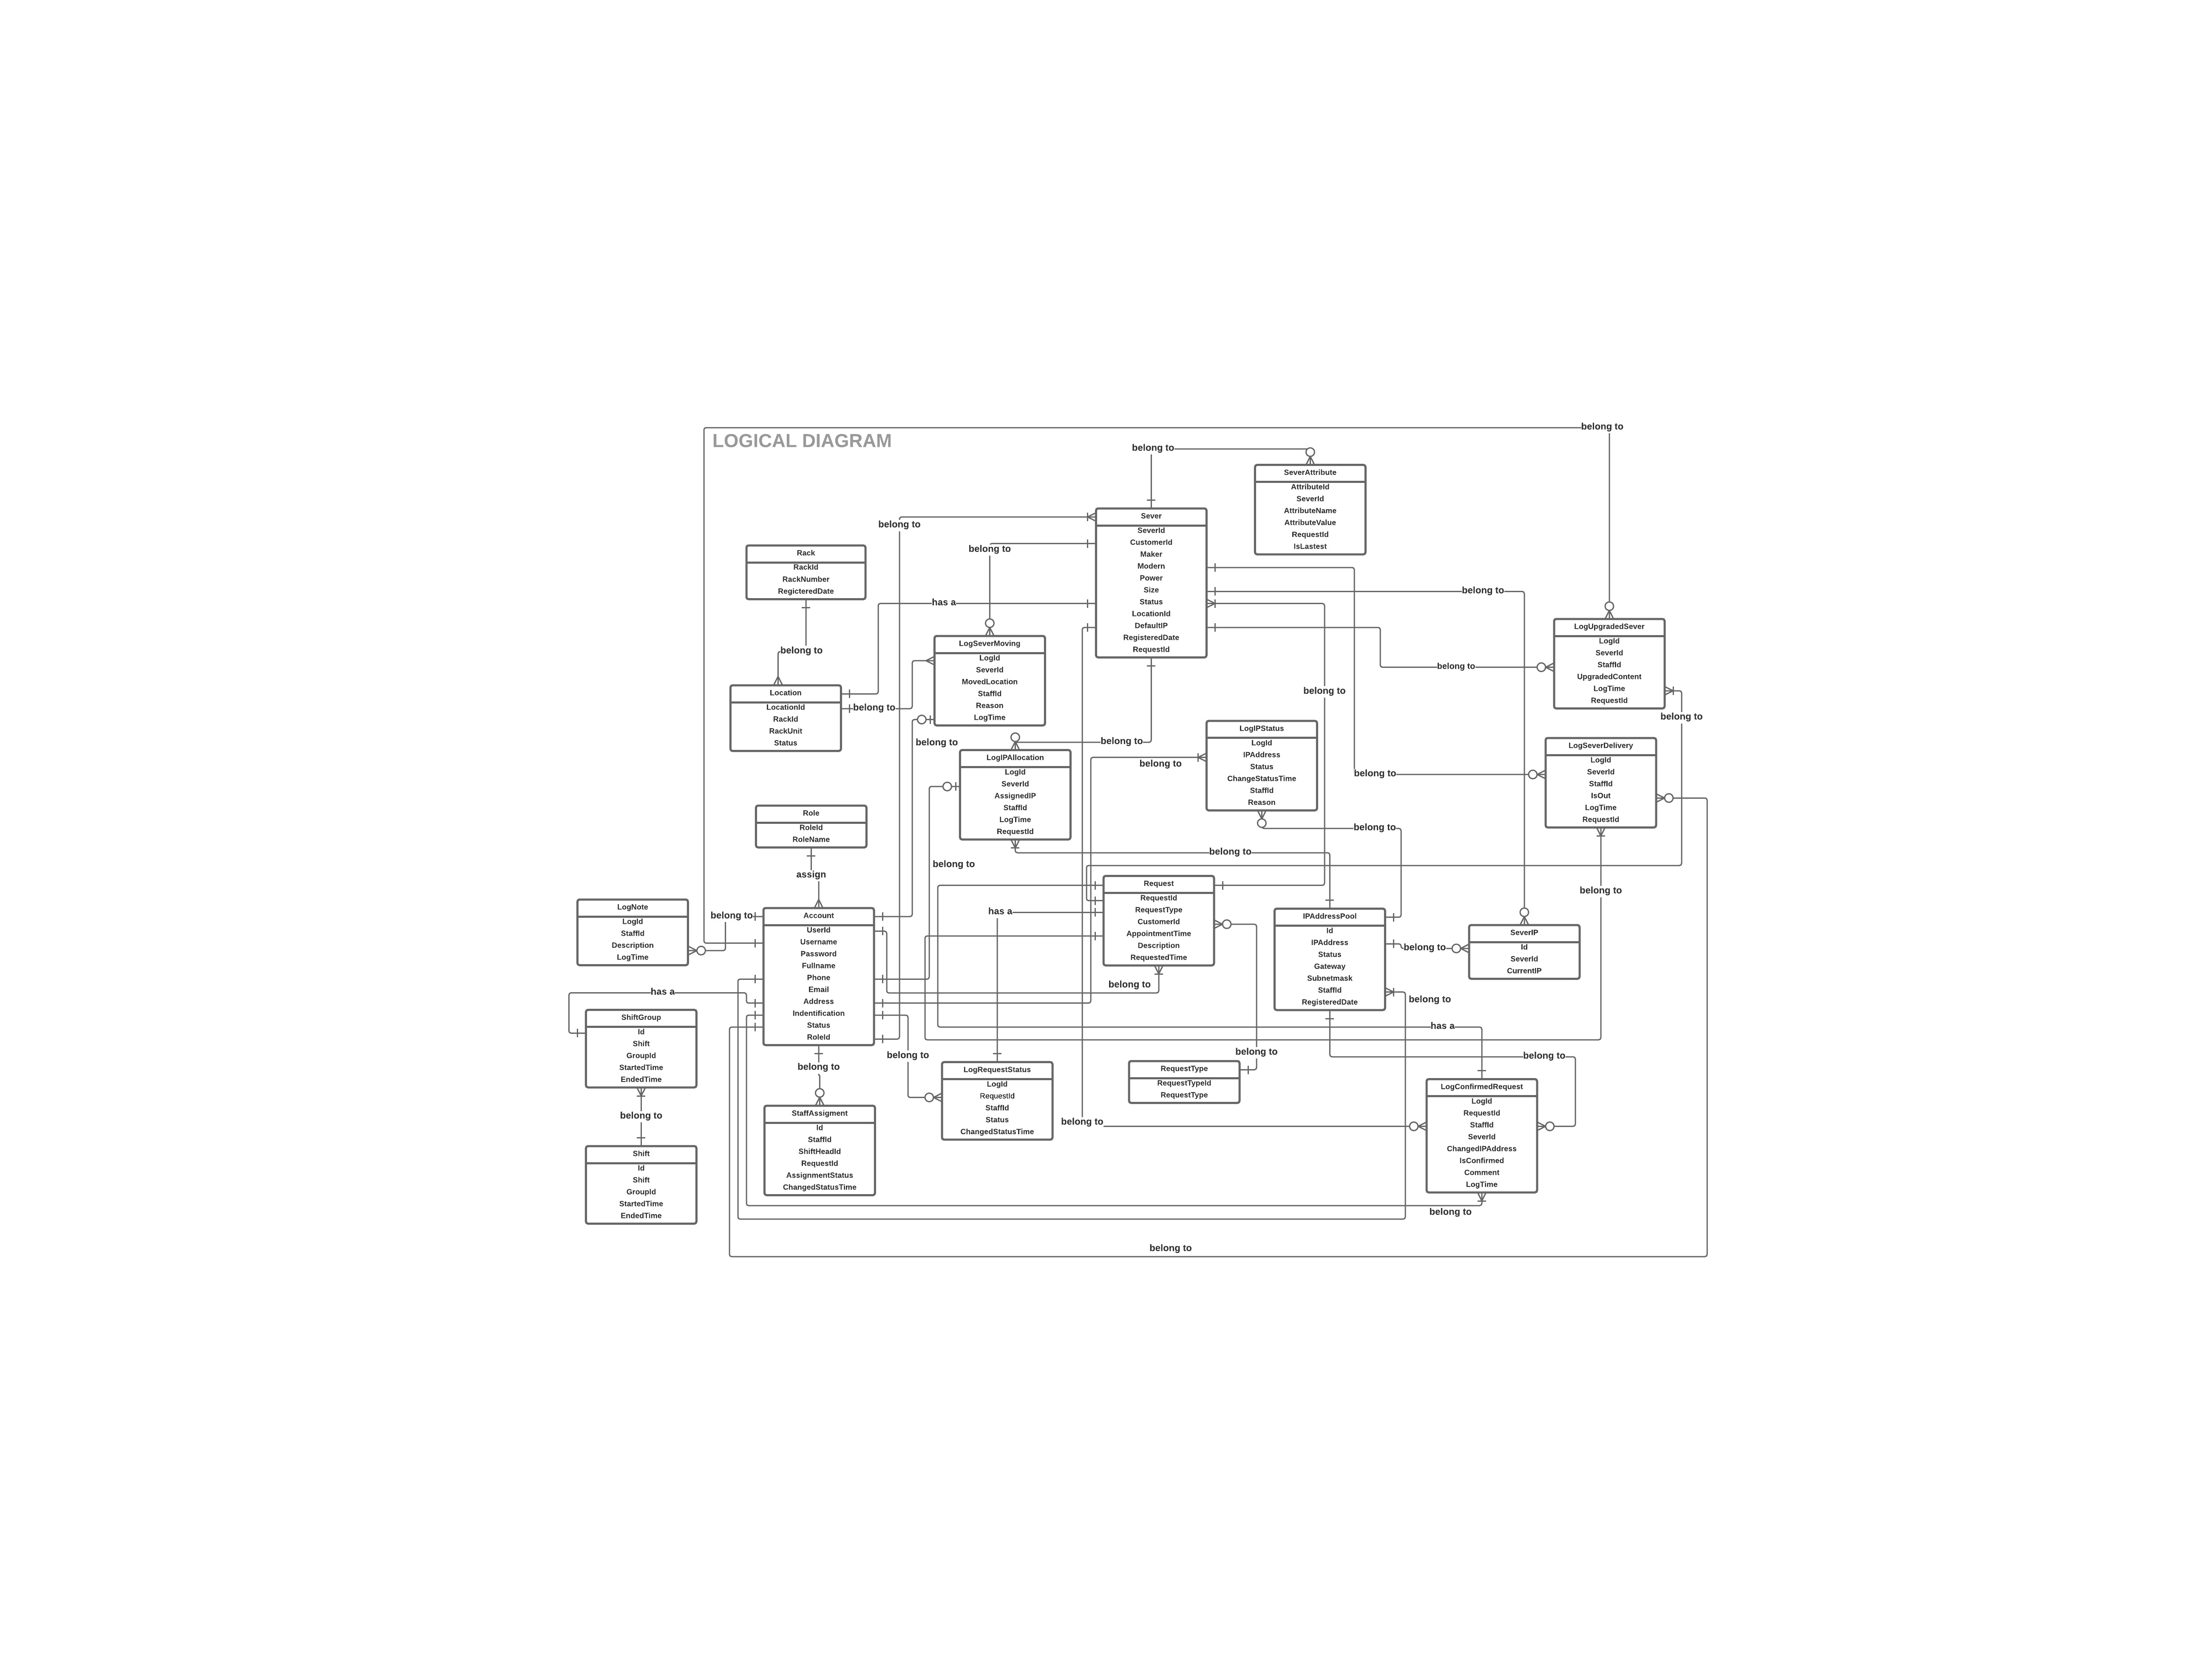 belong to
LOGICAL DIAGRAM
belong to
SeverAttribute
AttributeId
SeverId
AttributeName
AttributeValue
RequestId
IsLastest
Sever
SeverId
CustomerId
Maker
Modern
Power
Size
Status
LocationId
DefaultIP
RegisteredDate
RequestId
belong to
belong to
Rack
RackId
RackNumber
RegicteredDate
belong to
has a
LogUpgradedSever
LogId
SeverId
StaffId
UpgradedContent
LogTime
RequestId
LogSeverMoving
LogId
SeverId
MovedLocation
StaffId
Reason
LogTime
belong to
belong to
Location
LocationId
RackId
RackUnit
Status
belong to
belong to
belong to
LogIPStatus
LogId
IPAddress
Status
ChangeStatusTime
StaffId
Reason
belong to
belong to
LogSeverDelivery
LogId
SeverId
StaffId
IsOut
LogTime
RequestId
LogIPAllocation
LogId
SeverId
AssignedIP
StaffId
LogTime
RequestId
belong to
belong to
Role
RoleId
RoleName
belong to
belong to
belong to
assign
Request
RequestId
RequestType
CustomerId
AppointmentTime
Description
RequestedTime
belong to
LogNote
LogId
StaffId
Description
LogTime
belong to
Account
UserId
Username
Password
Fullname
Phone
Email
Address
Indentification
Status
RoleId
has a
IPAddressPool
Id
IPAddress
Status
Gateway
Subnetmask
StaffId
RegisteredDate
SeverIP
Id
SeverId
CurrentIP
belong to
belong to
has a
belong to
ShiftGroup
Id
Shift
GroupId
StartedTime
EndedTime
has a
belong to
belong to
belong to
belong to
LogRequestStatus
LogId
RequestId
StaffId
Status
ChangedStatusTime
RequestType
RequestTypeId
RequestType
LogConfirmedRequest
LogId
RequestId
StaffId
SeverId
ChangedIPAddress
IsConfirmed
Comment
LogTime
belong to
StaffAssigment
Id
StaffId
ShiftHeadId
RequestId
AssignmentStatus
ChangedStatusTime
belong to
Shift
Id
Shift
GroupId
StartedTime
EndedTime
belong to
belong to